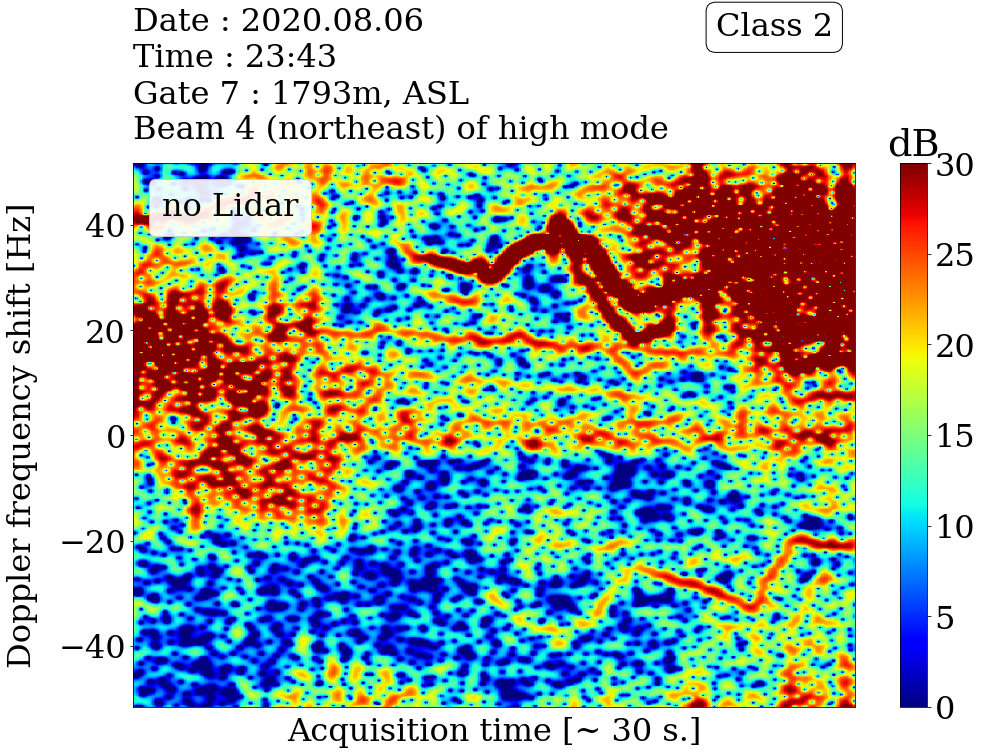 Date : 2020.08.06
Time : 23:43
Gate 7 : 1793m, ASL
Beam 4 (northeast) of high mode
Class 2
dB
no Lidar
Doppler frequency shift [Hz]
40
20
0
−20
−40
30
25
20
15
10
5
0
Acquisition time [~ 30 s.]